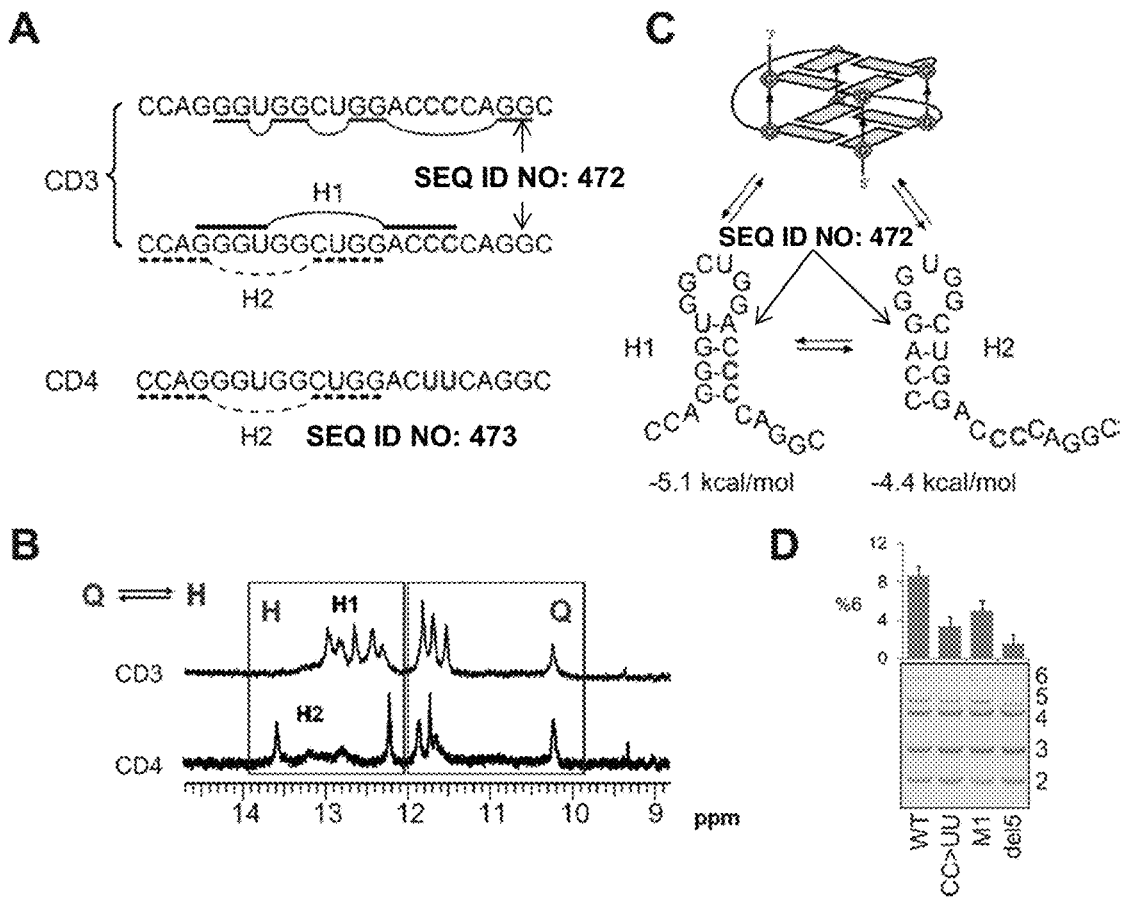 A
CCAGGGUGGCUGGACCCCAGGC
CD3
SEQ ID NO: 472
H1
CCAGGGUGGCUGGACCCCAGGC
H2
CD4
CCAGGGUGGCUGGACUUCAGGC
H2
SEQ ID NO: 473
B
Q H
H
H1
Q
CD3
H2
CD4
14 13 12 11 10 9
ppm
C
3'
5'
SEQ ID NO: 472
H1
H2
-5.1 kcal/mol
-4.4 kcal/mol
D
12
8
%6
4
0
6
5
4
3
2
WT
CC>UU
M1
del5